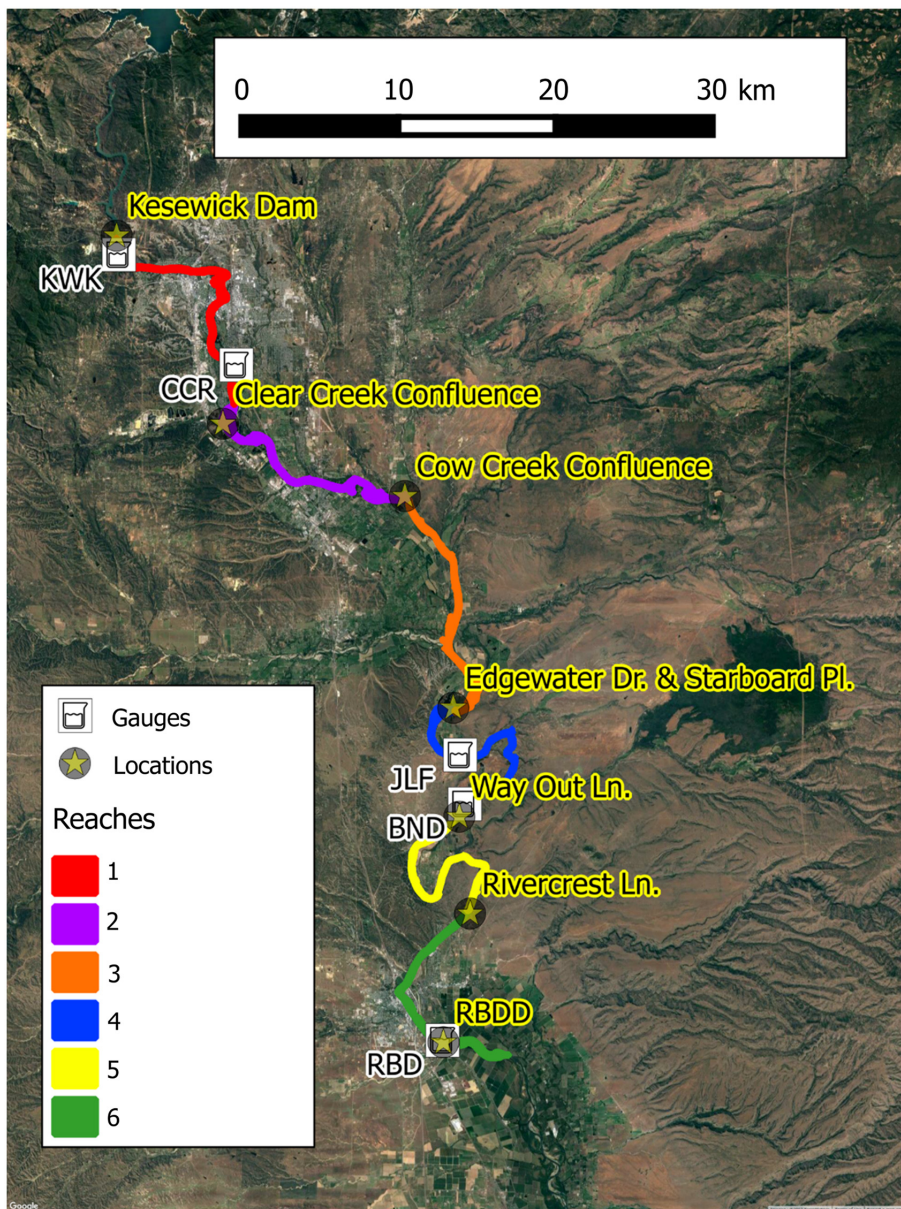 0 10 20 30 km
Kesewick Dam
KWK
CCR
Clear Creek Confluence
Cow Creek Confluence
Edgewater Dr. & Starboard Pl.
JLF
Way Out Ln.
BND
Rivercrest Ln.
RBDD
RBD
Gauges
Locations
Reaches
1
2
3
4
5
6
Google